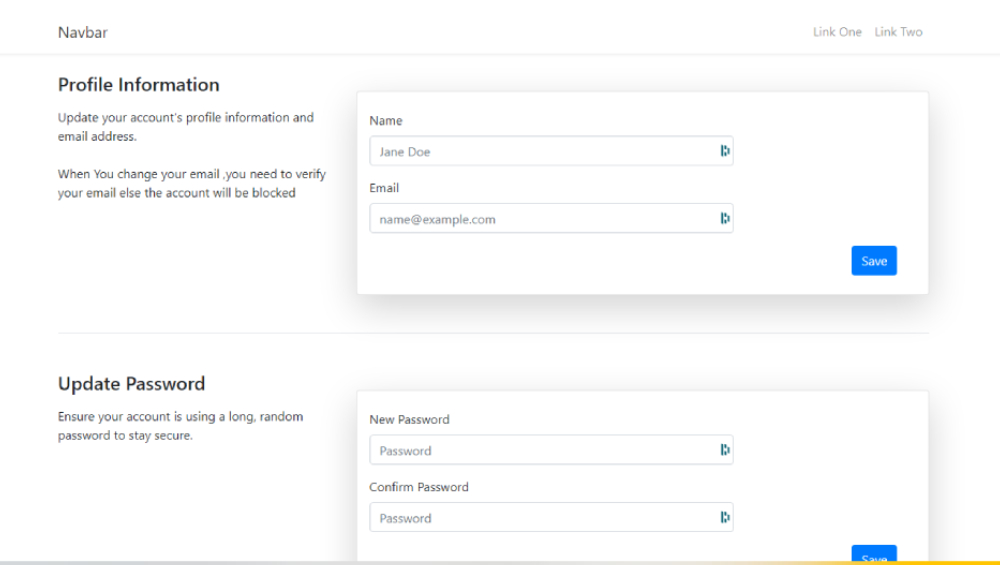 Navbar
Link One Link Two
Profile Information
Update your account's profile information and
email address.
When You change your email ,you need to verify
your email else the account will be blocked
Name
Jane Doe
Email
name@example.com
Save
Update Password
Ensure your account is using a long, random
password to stay secure.
New Password
Password
Confirm Password
Password
Save